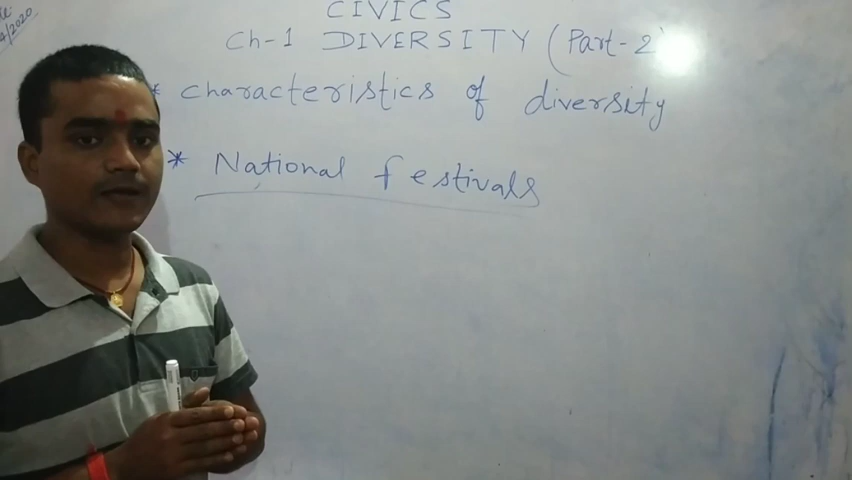 CIVICS
Ch-1 DIVERSITY (Part-2)
* Characteristics of diversity
* National festivals